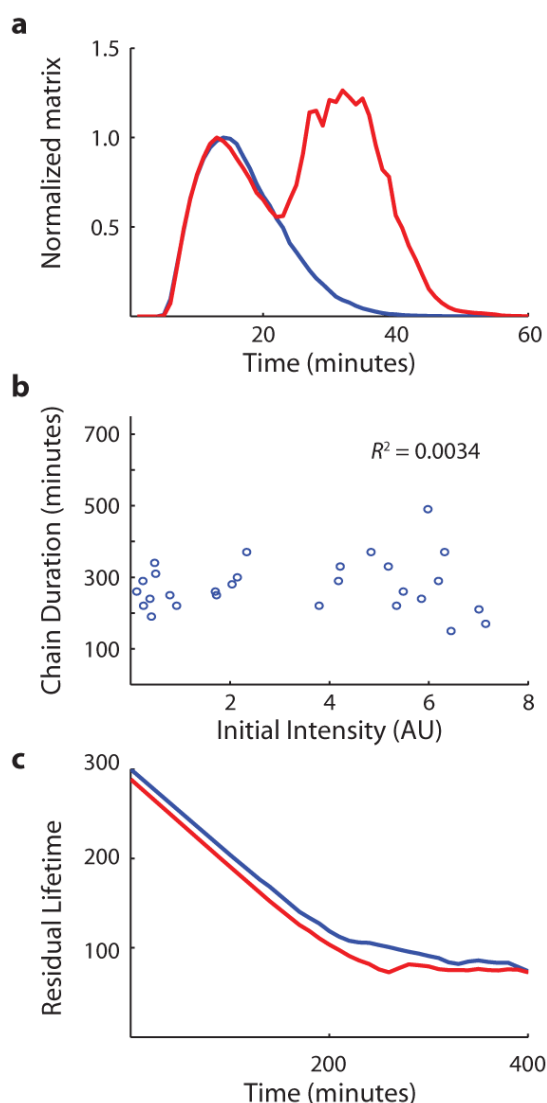 a
Normalized matrix
1.5
1.0
0.5
20
40
60
Time (minutes)
b
Chain Duration (minutes)
700
500
300
100
R² = 0.0034
2
4
6
8
Initial Intensity (AU)
c
Residual Lifetime
300
200
100
200
400
Time (minutes)